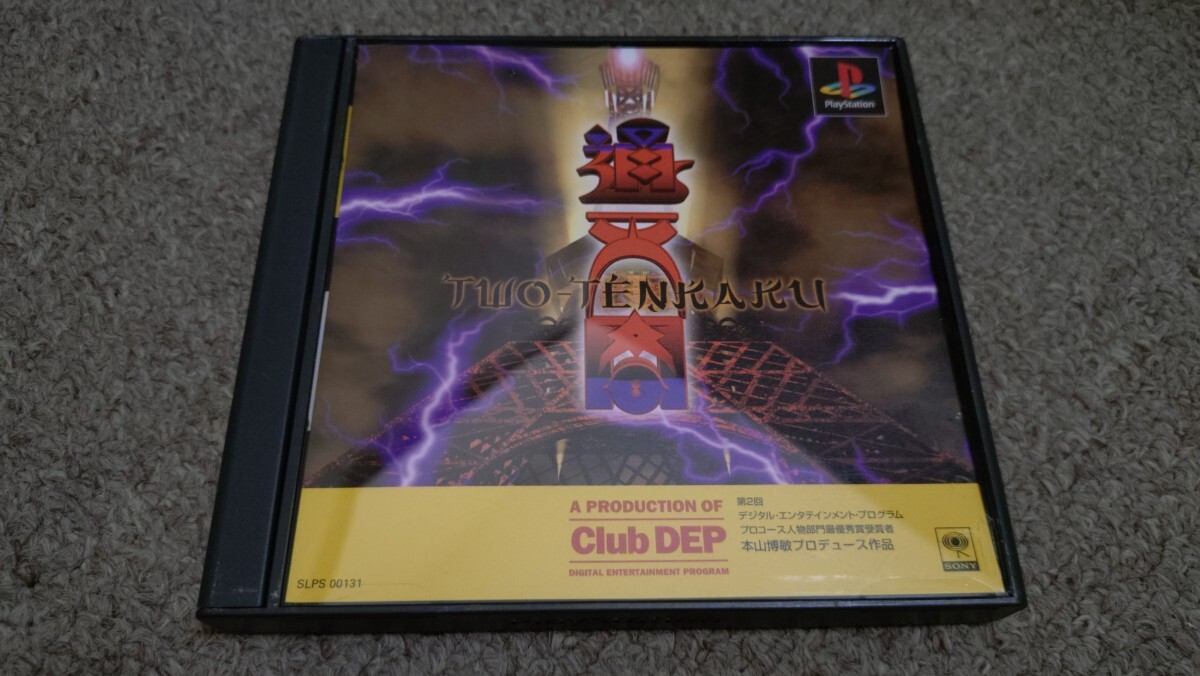 PlayStation
通
天
閣
TWO-TENKAKU
A PRODUCTION OF
Club DEP
DIGITAL ENTERTAINMENT PROGRAM
第2回
デジタル・エンタテインメント・プログラム
プロコース人物部門最優秀賞受賞者
本山博敏プロデュース作品
SONY
SLPS 00131